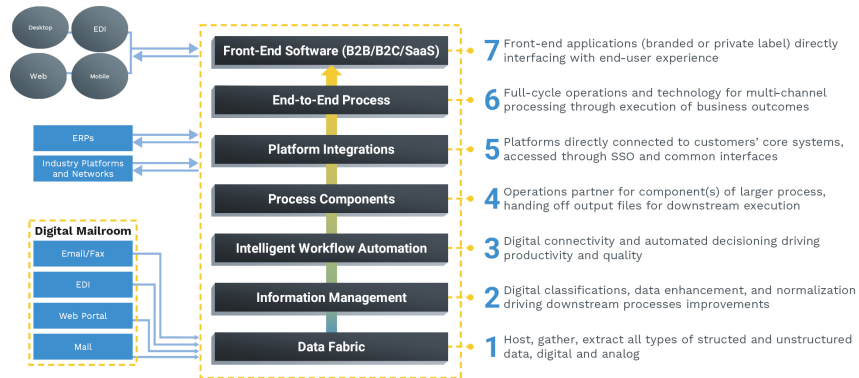 Desktop
EDI
Web
Mobile
ERPs
Industry Platforms
and Networks
Digital Mailroom
Email/Fax
EDI
Web Portal
Mail
Front-End Software (B2B/B2C/SaaS)
7
Front-end applications (branded or private label) directly
interfacing with end-user experience
End-to-End Process
6
Full-cycle operations and technology for multi-channel
processing through execution of business outcomes
Platform Integrations
5
Platforms directly connected to customers' core systems,
accessed through SSO and common interfaces
Process Components
4
Operations partner for component(s) of larger process,
handing off output files for downstream execution
Intelligent Workflow Automation
3
Digital connectivity and automated decisioning driving
productivity and quality
Information Management
2
Digital classifications, data enhancement, and normalization
driving downstream processes improvements
Data Fabric
1
Host, gather, extract all types of structed and unstructured
data, digital and analog